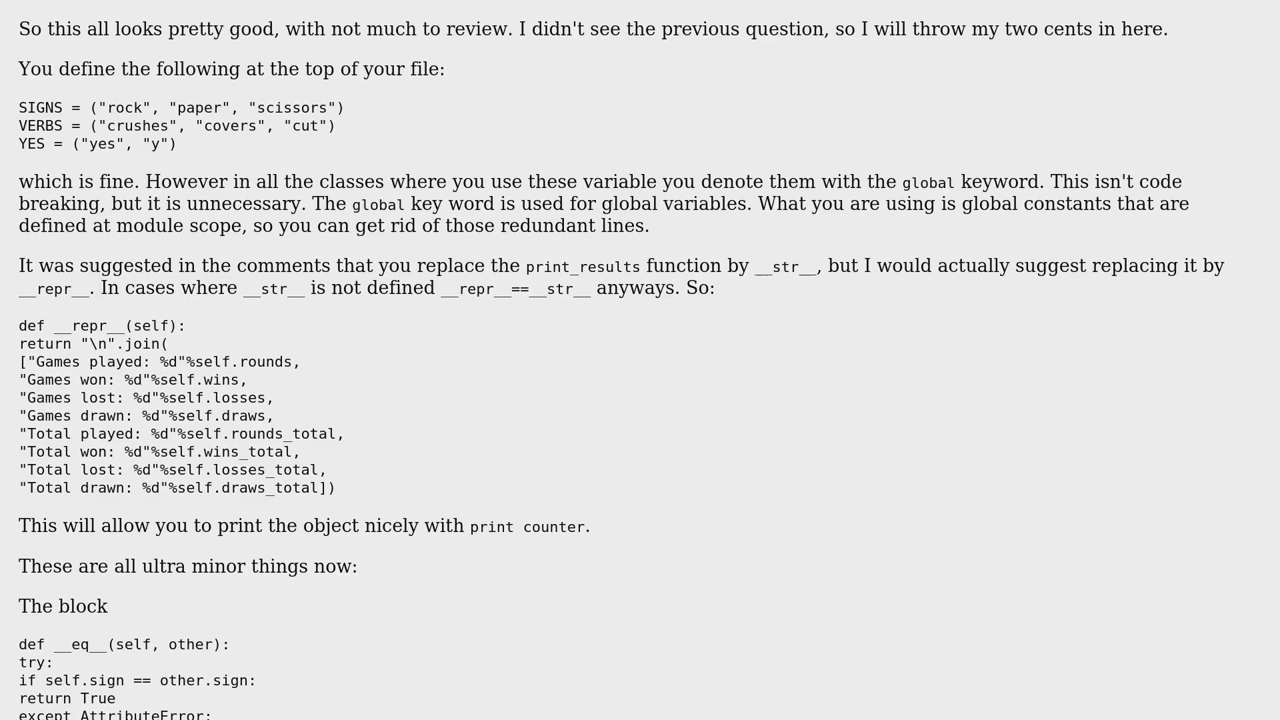 So this all looks pretty good, with not much to review. I didn't see the previous question, so I will throw my two cents in here.
You define the following at the top of your file:
SIGNS = ("rock", "paper", "scissors")
VERBS = ("crushes", "covers", "cut")
YES = ("yes", "y")
which is fine. However in all the classes where you use these variable you denote them with the global keyword. This isn't code
breaking, but it is unnecessary. The global key word is used for global variables. What you are using is global constants that are
defined at module scope, so you can get rid of those redundant lines.
It was suggested in the comments that you replace the print_results function by __str__, but I would actually suggest replacing it by
__repr__. In cases where __str__ is not defined __repr__==__str__ anyways. So:
def __repr__(self):
return "\n".join(
["Games played: %d"%self.rounds,
"Games won: %d"%self.wins,
"Games lost: %d"%self.losses,
"Games drawn: %d"%self.draws,
"Total played: %d"%self.rounds_total,
"Total won: %d"%self.wins_total,
"Total lost: %d"%self.losses_total,
"Total drawn: %d"%self.draws_total])
This will allow you to print the object nicely with print counter.
These are all ultra minor things now:
The block
def __eq__(self, other):
try:
if self.sign == other.sign:
return True
except AttributeError: